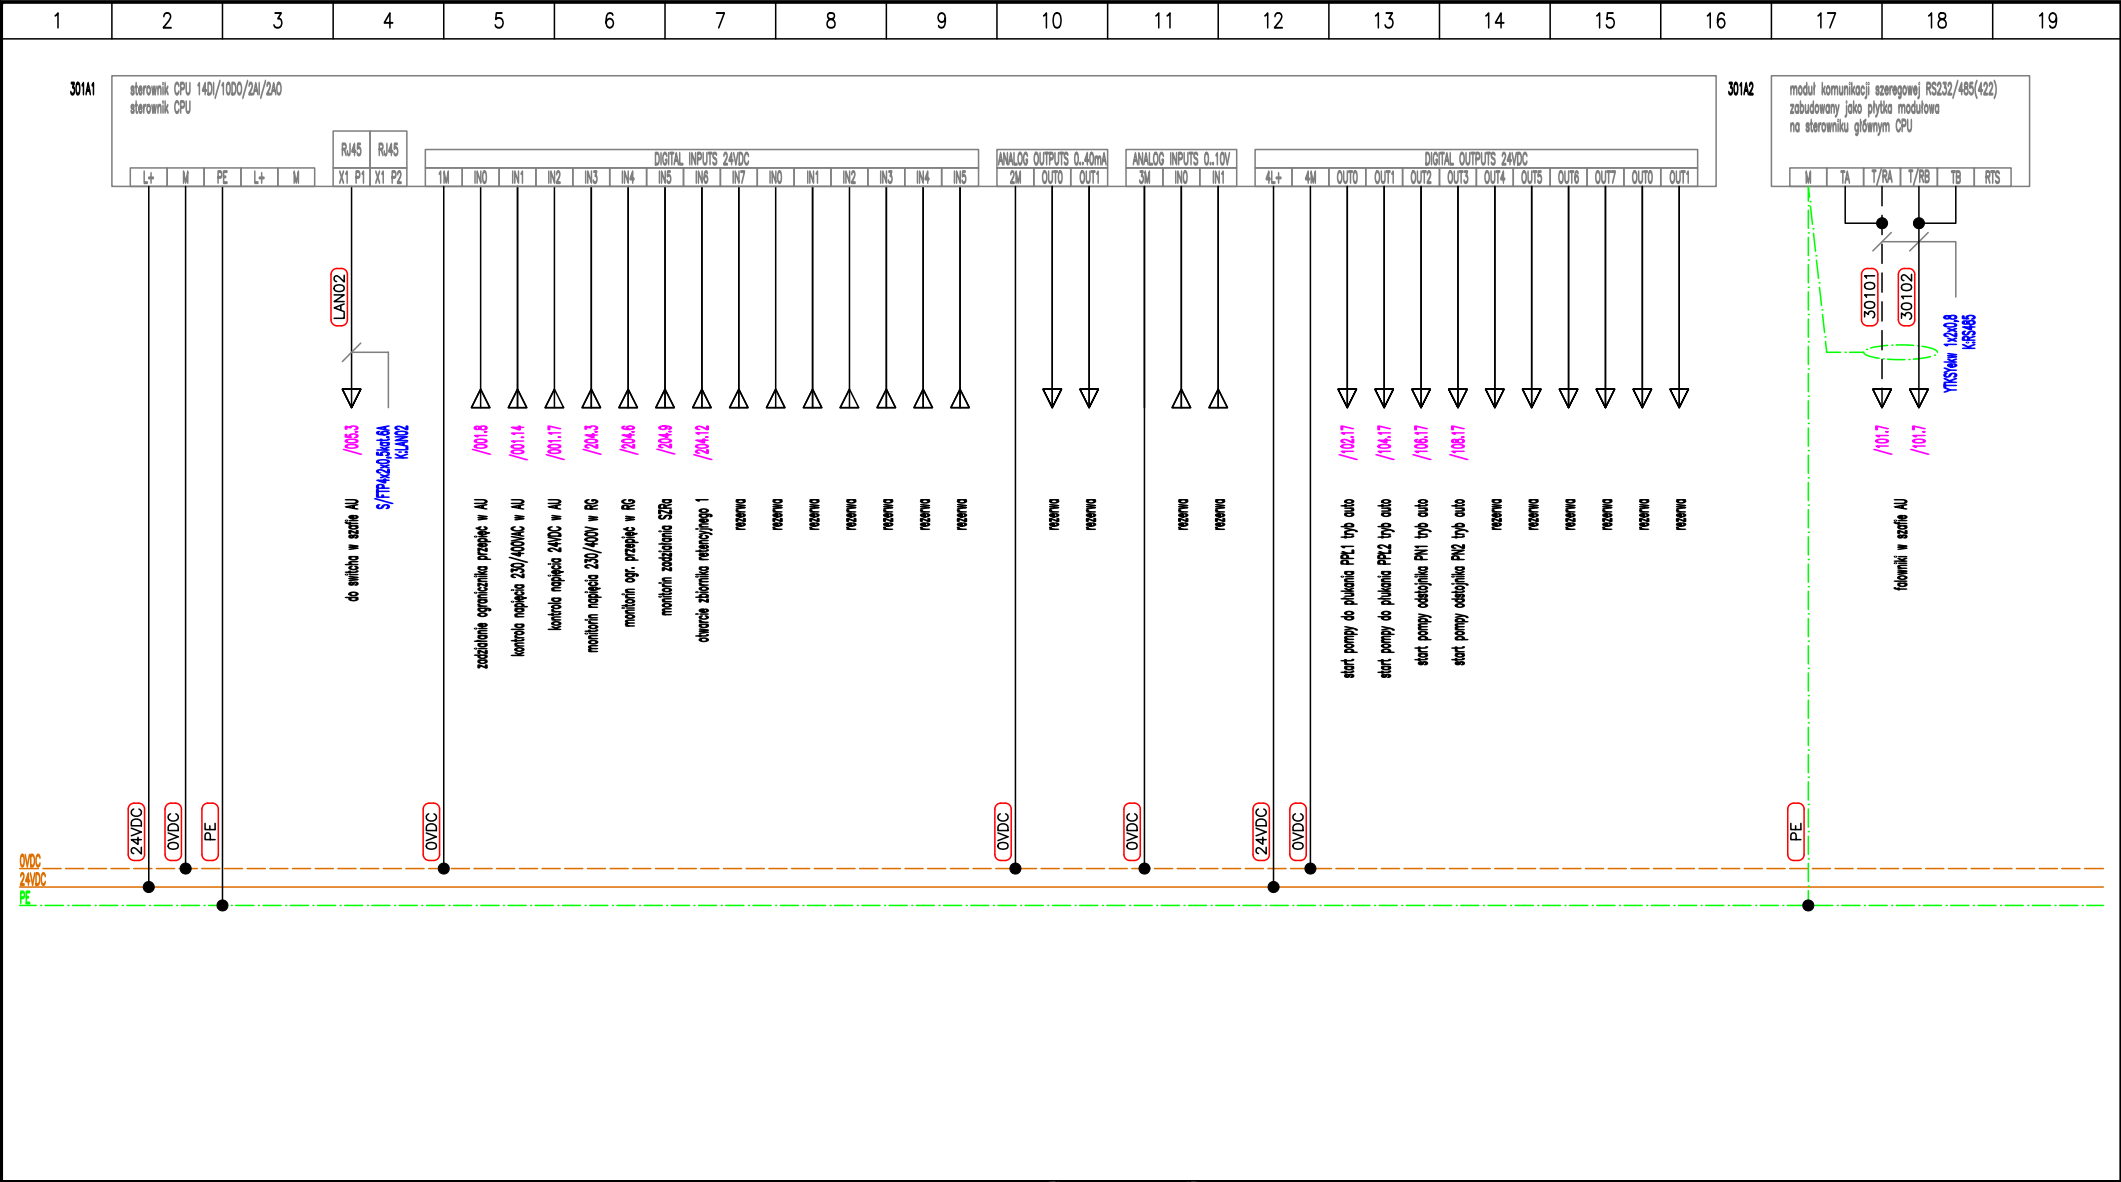 1 2 3 4 5 6 7 8 9 10 11 12 13 14 15 16 17 18 19
301A1
sterownik CPU 14DI/10DO/2AI/2AO
sterownik CPU
301A2
moduł komunikacji szeregowej RS232/485(422)
zabudowany jako płytka modułowa
na sterowniku głównym CPU
RJ45 RJ45
DIGITAL INPUTS 24VDC
ANALOG OUTPUTS 0..40mA
ANALOG INPUTS 0..10V
DIGITAL OUTPUTS 24VDC
L+ M PE L+ M
X1 P1 X1 P2
1M IN0 IN1 IN2 IN3 IN4 IN5 IN6 IN7 IN0 IN1 IN2 IN3 IN4 IN5
2M OUT0 OUT1
3M IN0 IN1
4L+ 4M OUT0 OUT1 OUT2 OUT3 OUT4 OUT5 OUT6 OUT7 OUT0 OUT1
M TA T/RA T/RB TB RTS
LAN02
30101
30102
YTKSYekw 1x2x0,8
K:RS485
/005.3
S/FTP4x2x0,5kat.6A
K:LAN02
/001.8
/001.14
/001.17
/204.3
/204.6
/204.9
/204.12
/102.17
/104.17
/106.17
/108.17
/101.7
/101.7
do switcha w szafie AU
zadziałanie ogranicznika przepięć w AU
kontrola napięcia 230/400VAC w AU
kontrola napięcia 24VDC w AU
monitorin napięcia 230/400V w RG
monitorin ogr. przepięć w RG
monitorin zadziałania SZRa
otwarcie zbiornika retencyjnego 1
rezerwa
rezerwa
rezerwa
rezerwa
rezerwa
rezerwa
rezerwa
rezerwa
rezerwa
rezerwa
rezerwa
start pompy do płukania PPŁ1 tryb auto
start pompy do płukania PPŁ2 tryb auto
start pompy odstojnika PN1 tryb auto
start pompy odstojnika PN2 tryb auto
rezerwa
rezerwa
rezerwa
rezerwa
rezerwa
rezerwa
falowniki w szafie AU
24VDC
0VDC
PE
0VDC
0VDC
0VDC
24VDC
0VDC
PE
0VDC
24VDC
PE